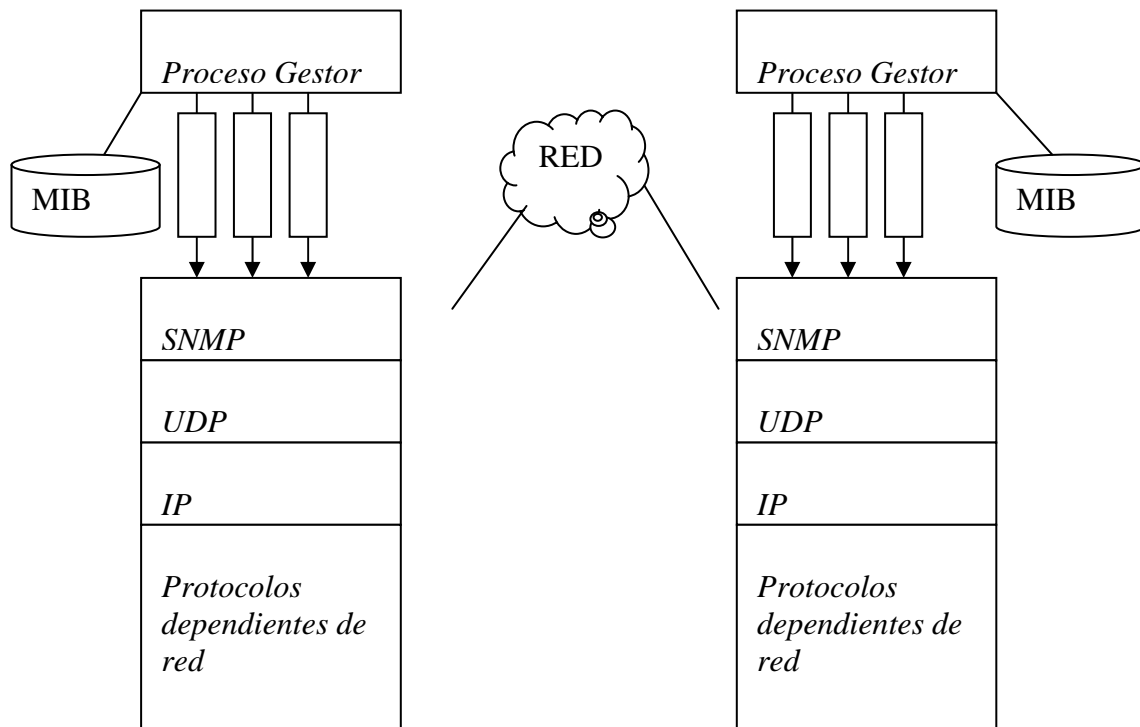 Proceso Gestor
MIB
SNMP
UDP
IP
Protocolos
dependientes de
red
RED
Proceso Gestor
MIB
SNMP
UDP
IP
Protocolos
dependientes de
red